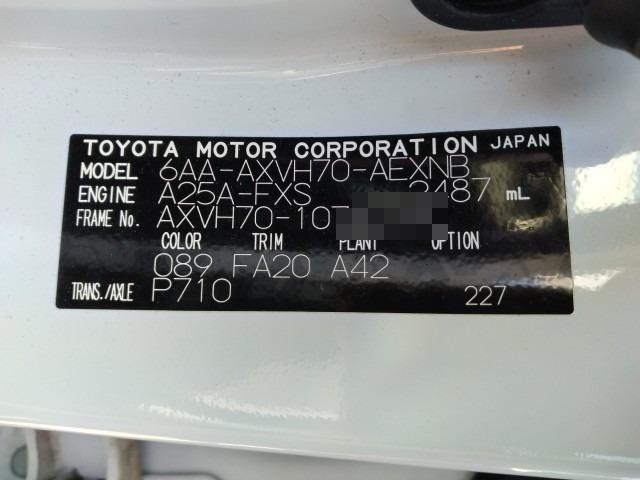 TOYOTA MOTOR CORPORATION JAPAN
MODEL 6AA-AXVH70-AEXNB
ENGINE A25A-FXS 2487 mL
FRAME No. AXVH70-10
COLOR TRIM PLANT OPTION
089 FA20 A42
TRANS./AXLE P710 227